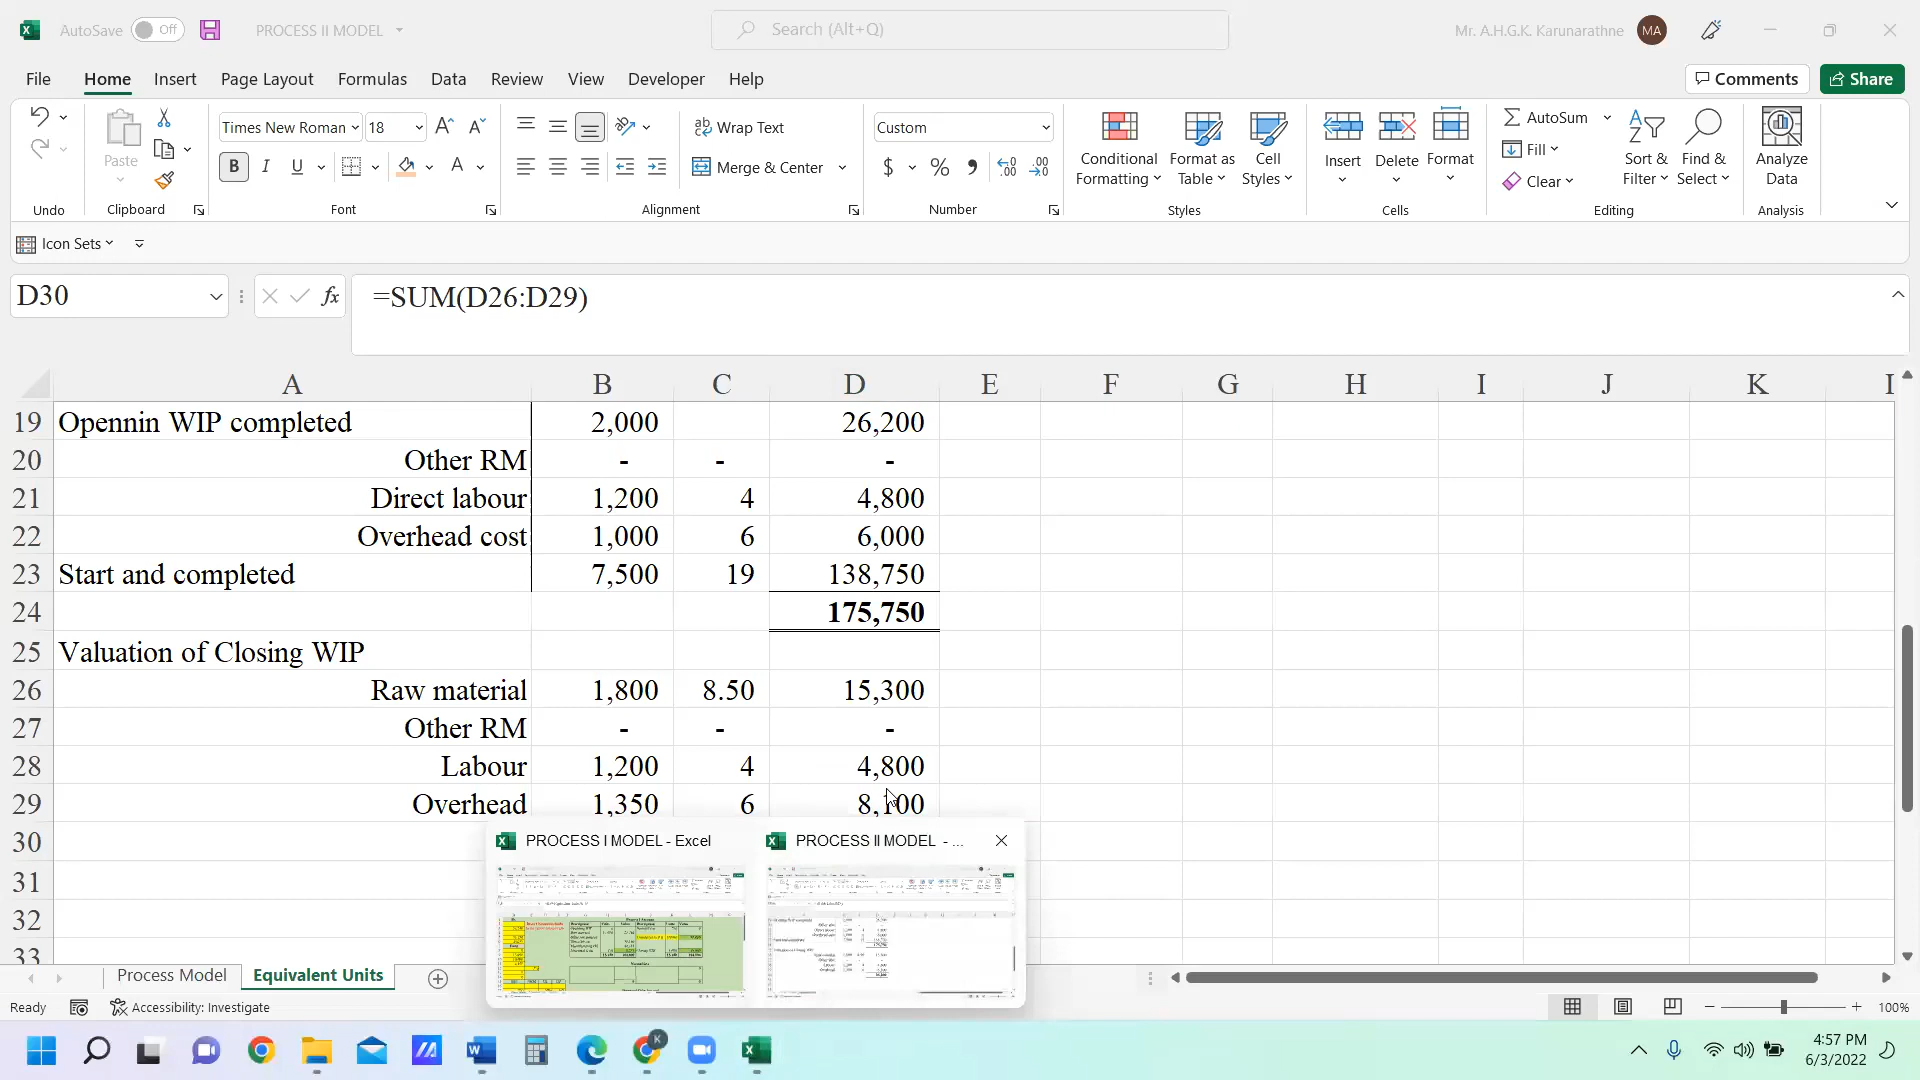 AutoSave Off PROCESS II MODEL Search (Alt+Q) Mr. A.H.G.K. Karunarathne MA
File Home Insert Page Layout Formulas Data Review View Developer Help Comments Share
Times New Roman 18 Wrap Text Custom AutoSum
Paste B I U A Merge & Center $ % Conditional Formatting Format as Table Cell Styles Insert Delete Format Fill Clear Sort & Filter Find & Select Analyze Data
Undo Clipboard Font Alignment Number Styles Cells Editing Analysis
Icon Sets
D30 fx =SUM(D26:D29)
A B C D E F G H I J K I
19 Opennin WIP completed 2,000 26,200
20 Other RM - - -
21 Direct labour 1,200 4 4,800
22 Overhead cost 1,000 6 6,000
23 Start and completed 7,500 19 138,750
24 175,750
25 Valuation of Closing WIP
26 Raw material 1,800 8.50 15,300
27 Other RM - - -
28 Labour 1,200 4 4,800
29 Overhead 1,350 6 8,100
30
31
32
33
PROCESS I MODEL - Excel PROCESS II MODEL - ...
Process Model Equivalent Units
Ready Accessibility: Investigate 100%
4:57 PM
6/3/2022